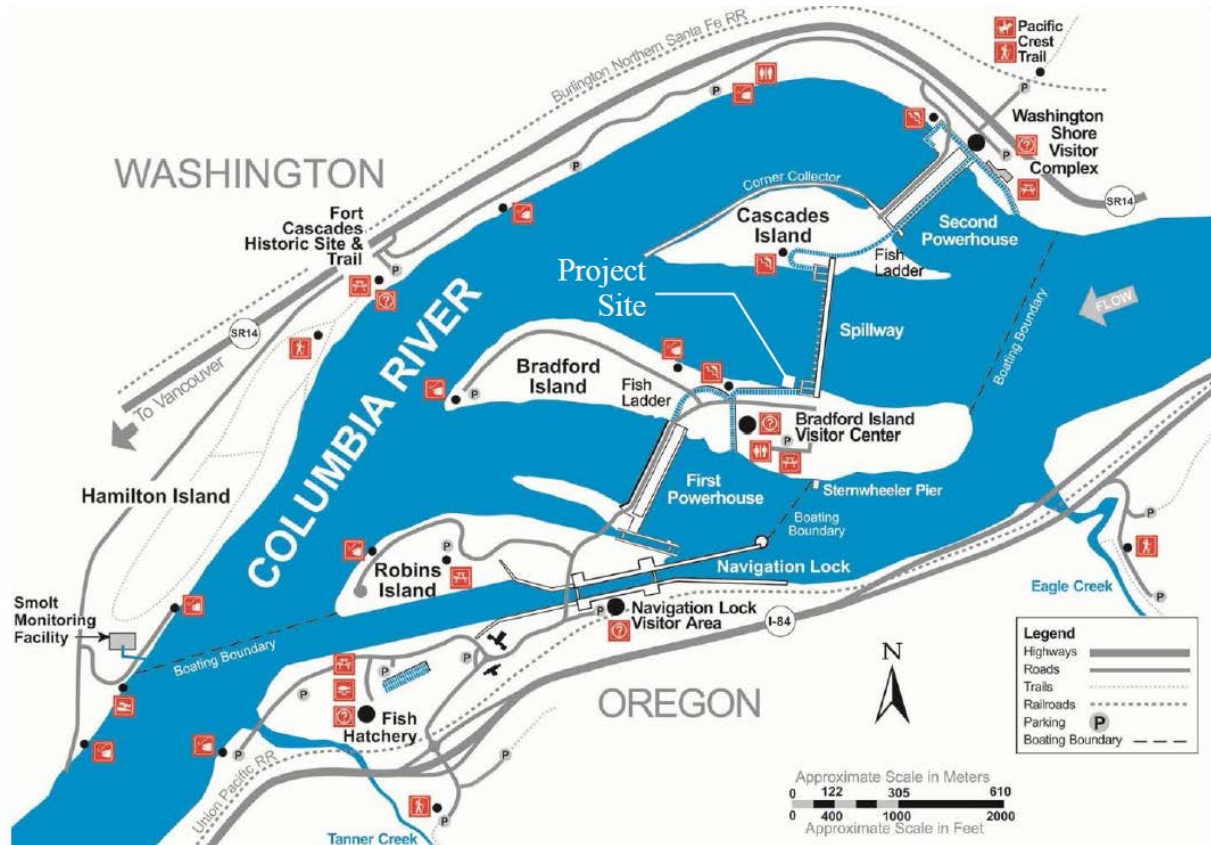 Burlington Northern Santa Fe RR
Pacific
Crest
Trail
P
P
P
P
Washington
Shore
Visitor
Complex
SR14
WASHINGTON
Fort
Cascades
Historic Site &
Trail
P
Corner Collector
Cascades
Island
Second
Powerhouse
Fish
Ladder
Project
Site
Spillway
Boating Boundary
FLOW
SR14
To Vancouver
COLUMBIA RIVER
Bradford
Island
P
Fish
Ladder
Bradford Island
Visitor Center
P
Hamilton Island
First
Powerhouse
Sternwheeler Pier
Boating
Boundary
P
Robins
Island
Navigation Lock
Eagle Creek
P
P
Smolt
Monitoring
Facility
Boating Boundary
P
Navigation Lock
Visitor Area
I-84
P
P
P
Fish
Hatchery
P
OREGON
N
Union Pacific RR
Tanner Creek
P
Legend
Highways
Roads
Trails
Railroads
Parking P
Boating Boundary
Approximate Scale in Meters
0 122 305 610
0 400 1000 2000
Approximate Scale in Feet